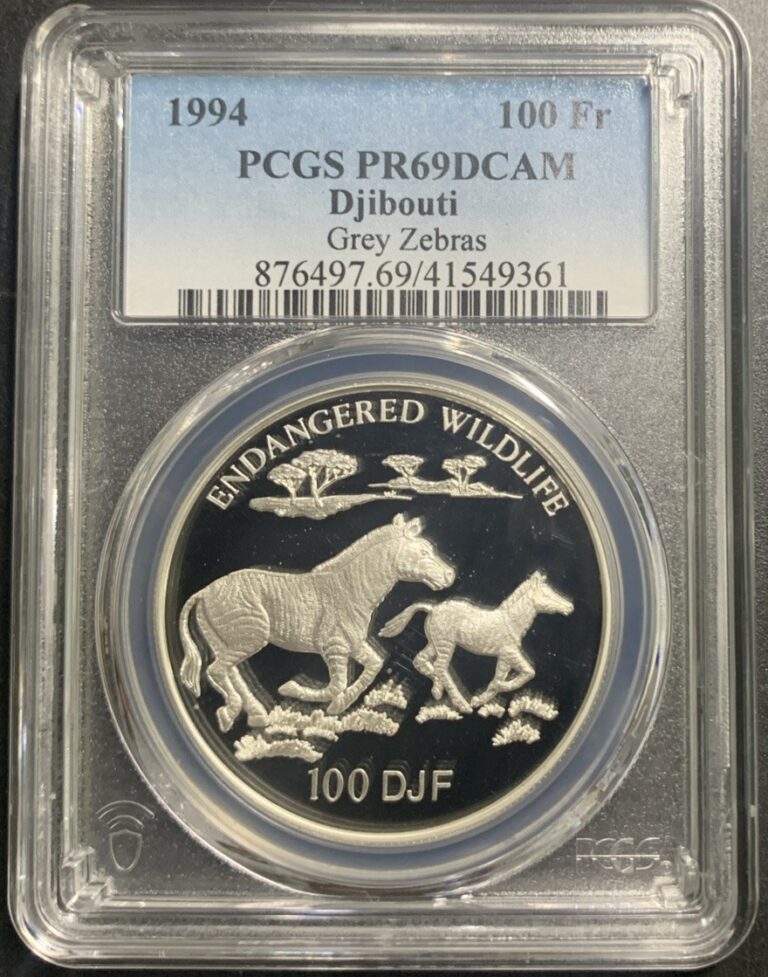 1994 100 Fr
PCGS PR69DCAM
Djibouti
Grey Zebras
876497.69/41549361
ENDANGERED WILDLIFE
100 DJF
PCGS